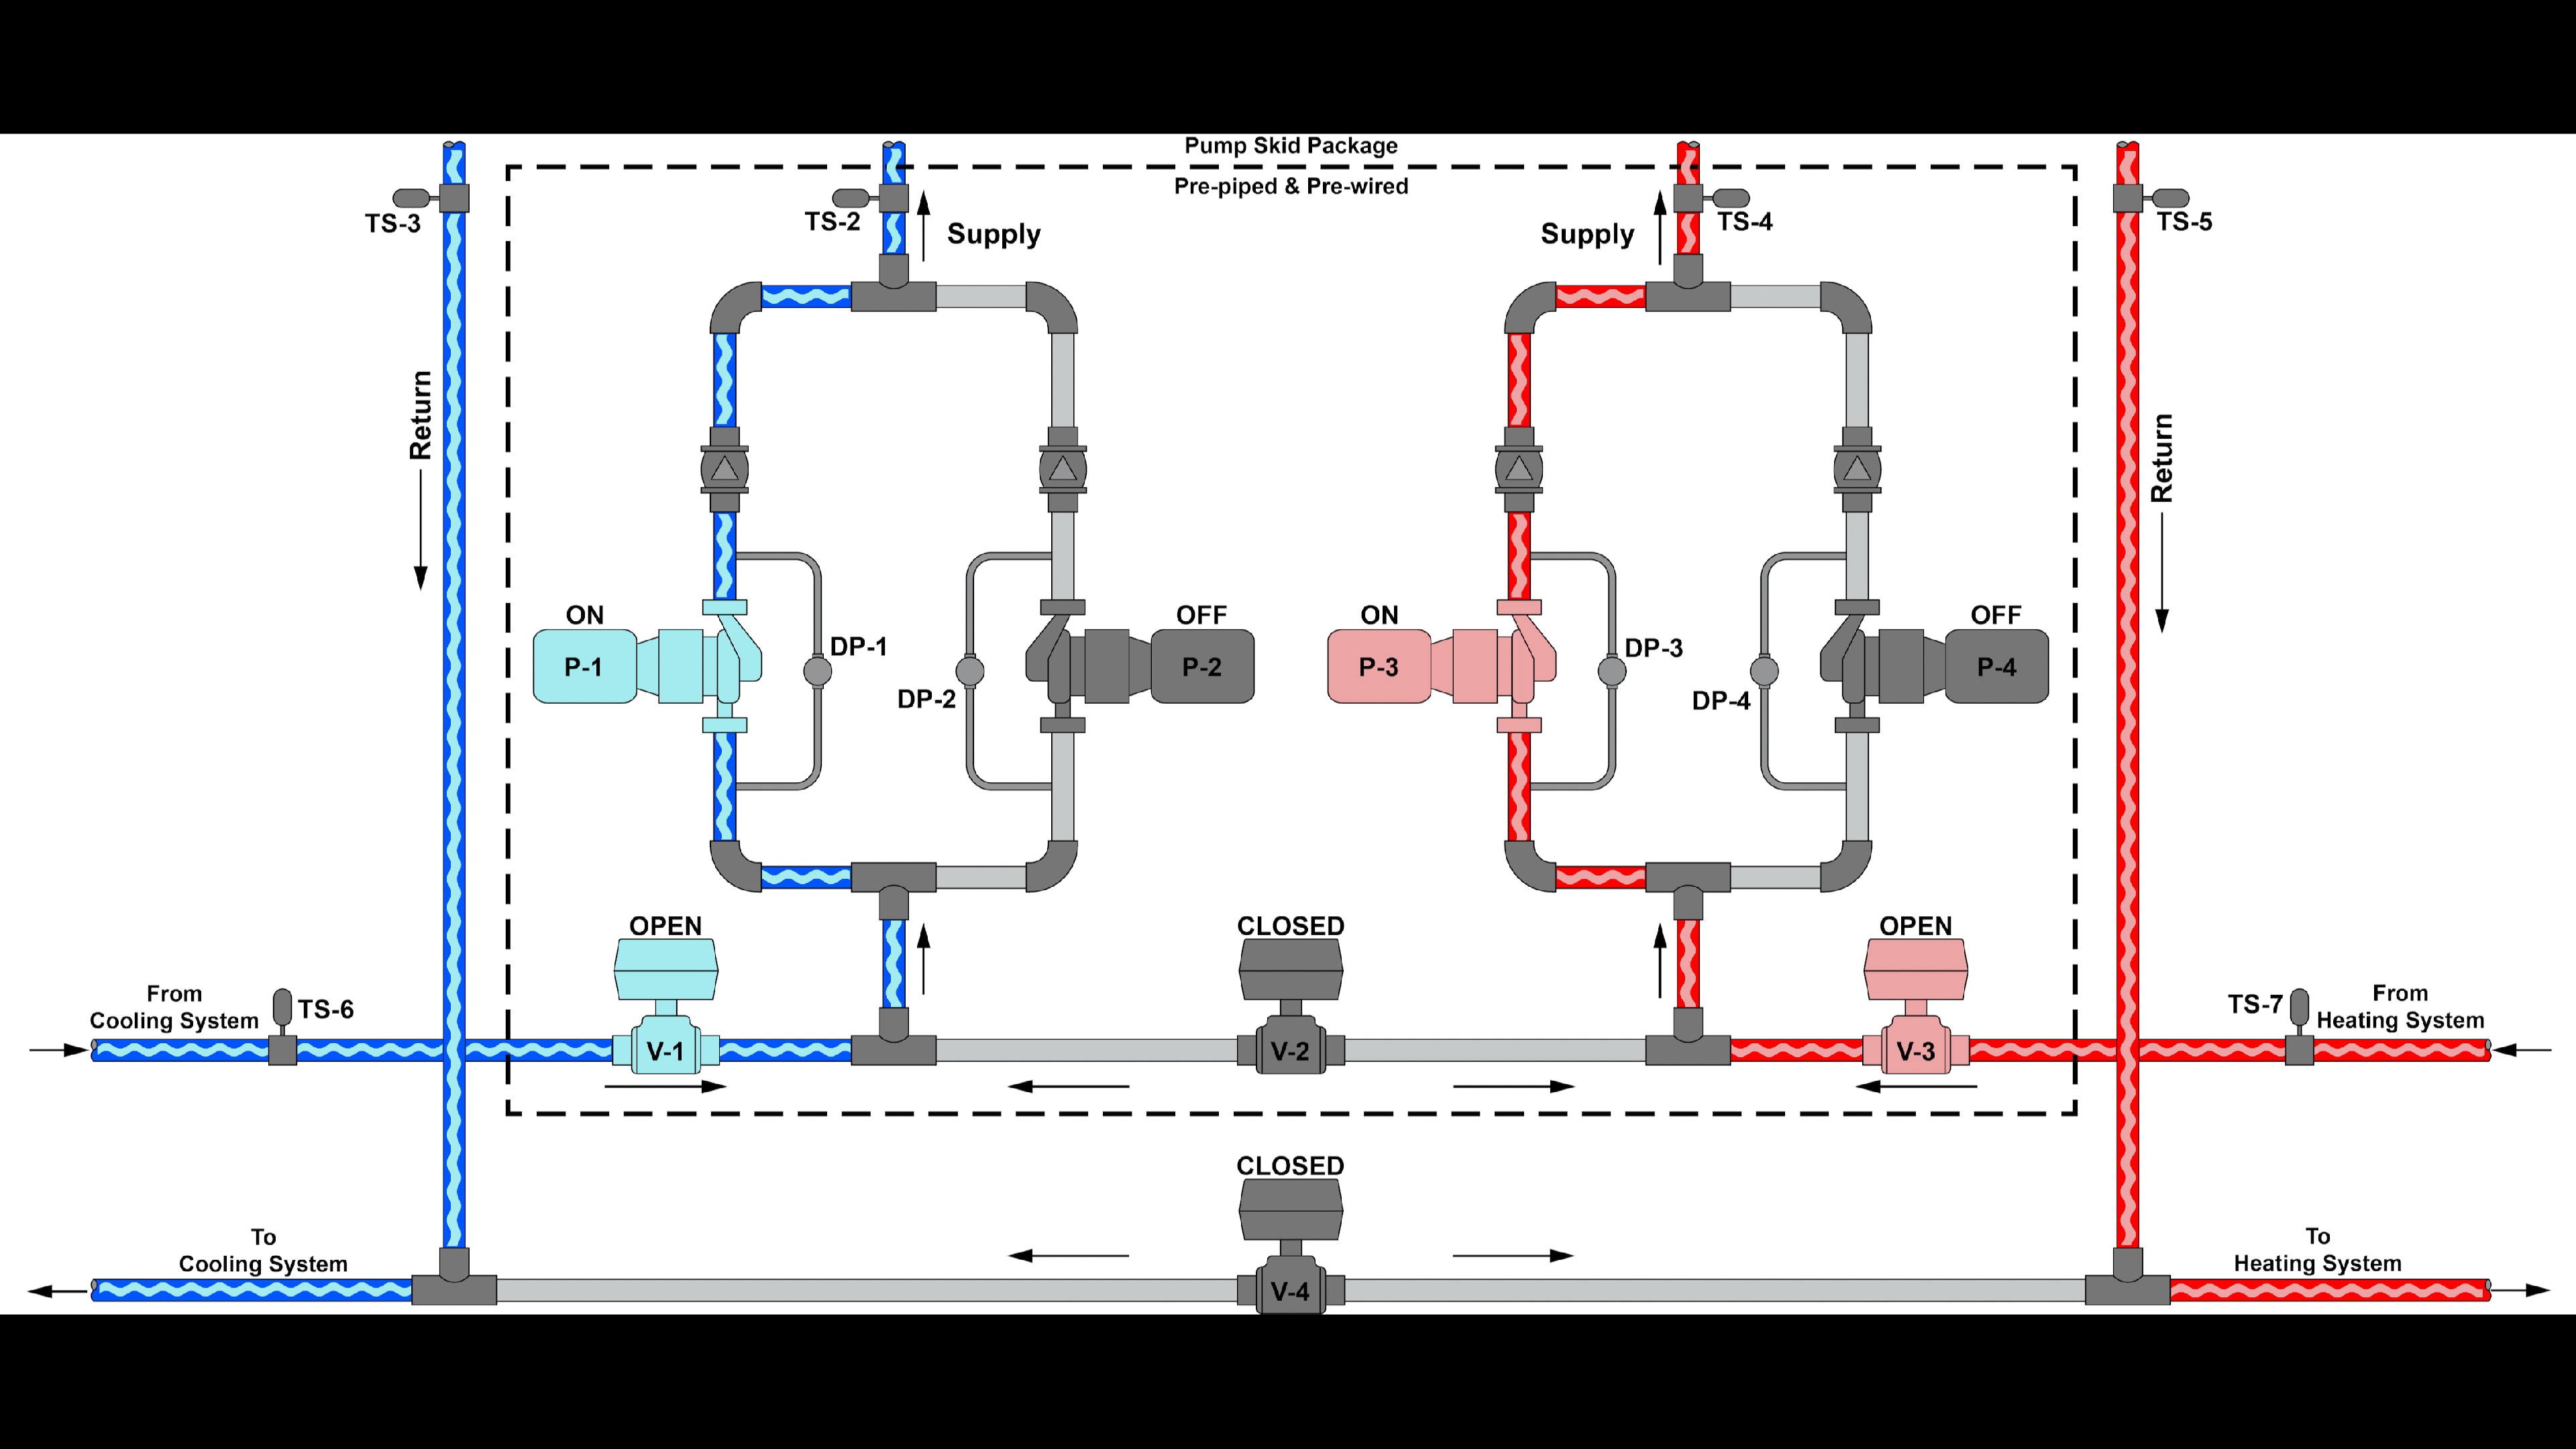 Pump Skid Package
Pre-piped & Pre-wired
TS-3
TS-2
Supply
Supply
TS-4
TS-5
Return
Return
ON
P-1
DP-1
DP-2
OFF
P-2
ON
P-3
DP-3
DP-4
OFF
P-4
OPEN
V-1
CLOSED
V-2
OPEN
V-3
From
Cooling System
TS-6
TS-7
From
Heating System
CLOSED
V-4
To
Cooling System
To
Heating System